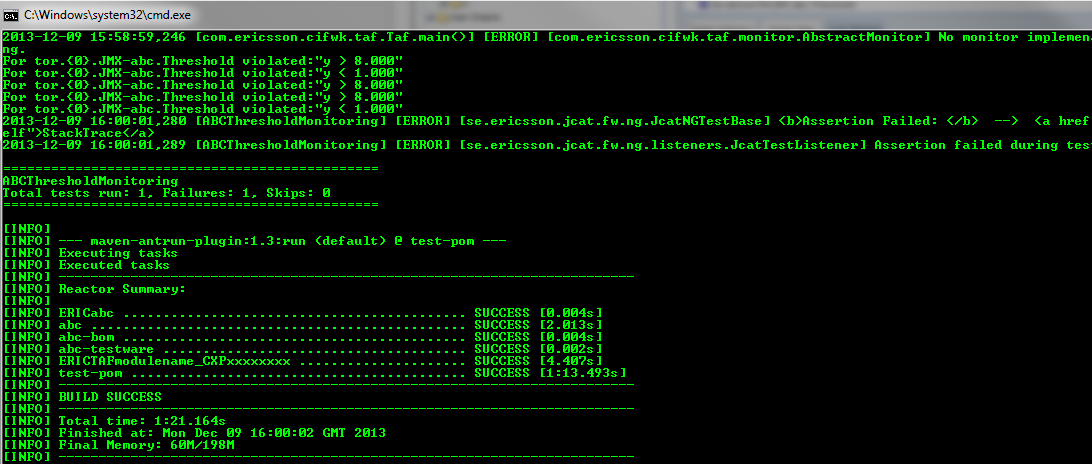 C:\Windows\system32\cmd.exe
2013-12-09 15:58:59,246 [com.ericsson.cifwk.taf.Taf.main()] [ERROR] [com.ericsson.cifwk.taf.monitor.AbstractMonitor] No monitor implemen
ng.
For tor.{0}.JMX-abc.Threshold violated:"y > 8.000"
For tor.{0}.JMX-abc.Threshold violated:"y < 1.000"
For tor.{0}.JMX-abc.Threshold violated:"y > 8.000"
For tor.{0}.JMX-abc.Threshold violated:"y > 8.000"
For tor.{0}.JMX-abc.Threshold violated:"y < 1.000"
2013-12-09 16:00:01,280 [ABCThresholdMonitoring] [ERROR] [se.ericsson.jcat.fw.ng.JcatNGTestBase] <b>Assertion Failed: </b>  -->  <a href
elf">StackTrace</a>
2013-12-09 16:00:01,289 [ABCThresholdMonitoring] [ERROR] [se.ericsson.jcat.fw.ng.listeners.JcatTestListener] Assertion failed during test
===============================================
ABCThresholdMonitoring
Total tests run: 1, Failures: 1, Skips: 0
===============================================
[INFO]
[INFO] --- maven-antrun-plugin:1.3:run (default) @ test-pom ---
[INFO] Executing tasks
[INFO] Executed tasks
[INFO] ------------------------------------------------------------------------
[INFO] Reactor Summary:
[INFO]
[INFO] ERICabc ........................................... SUCCESS [0.004s]
[INFO] abc ............................................... SUCCESS [2.013s]
[INFO] abc-bom ........................................... SUCCESS [0.004s]
[INFO] abc-testware ...................................... SUCCESS [0.002s]
[INFO] ERICTAFmodulename_CXPxxxxxxxx ..................... SUCCESS [4.407s]
[INFO] test-pom .......................................... SUCCESS [1:13.493s]
[INFO] ------------------------------------------------------------------------
[INFO] BUILD SUCCESS
[INFO] ------------------------------------------------------------------------
[INFO] Total time: 1:21.164s
[INFO] Finished at: Mon Dec 09 16:00:02 GMT 2013
[INFO] Final Memory: 60M/198M
[INFO] ------------------------------------------------------------------------